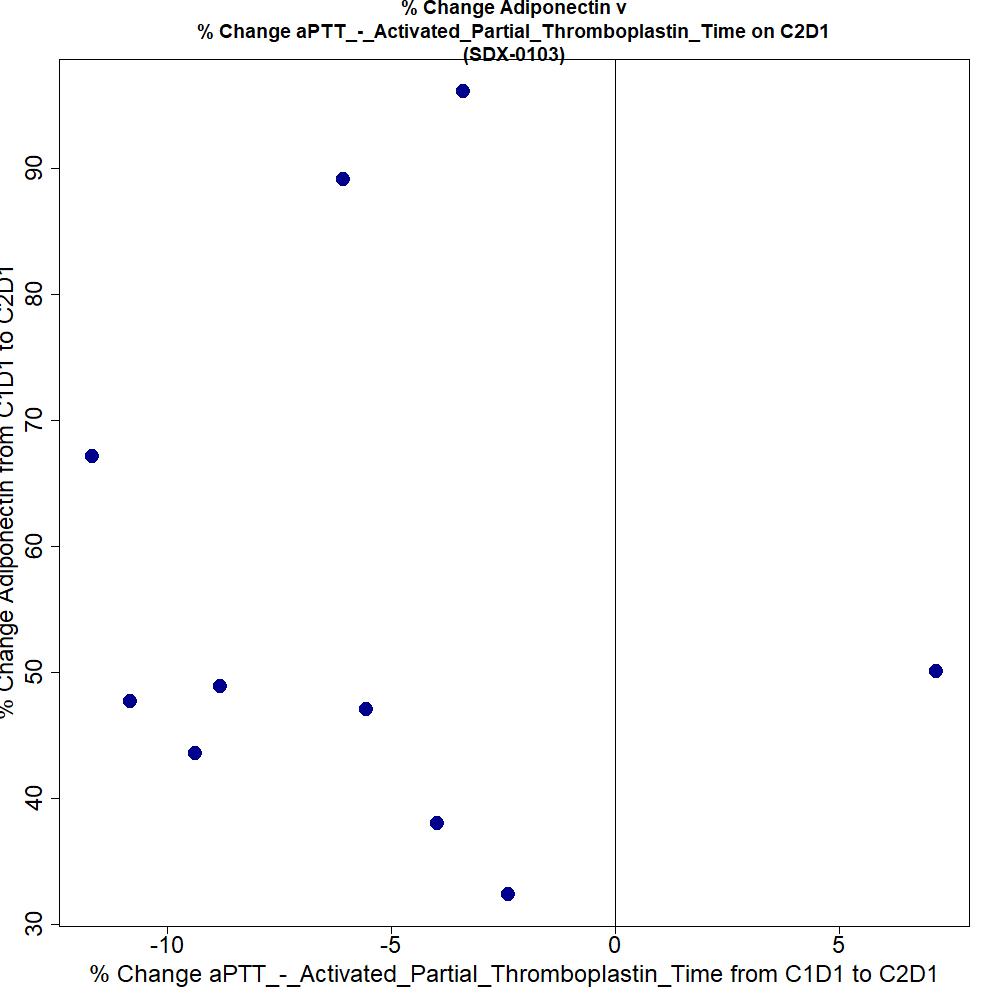 % Change Adiponectin v
% Change aPTT_-_Activated_Partial_Thromboplastin_Time on C2D1
(SDX-0103)
% Change Adiponectin from C1D1 to C2D1
90
80
70
60
50
40
30
-10
-5
0
5
% Change aPTT_-_Activated_Partial_Thromboplastin_Time from C1D1 to C2D1